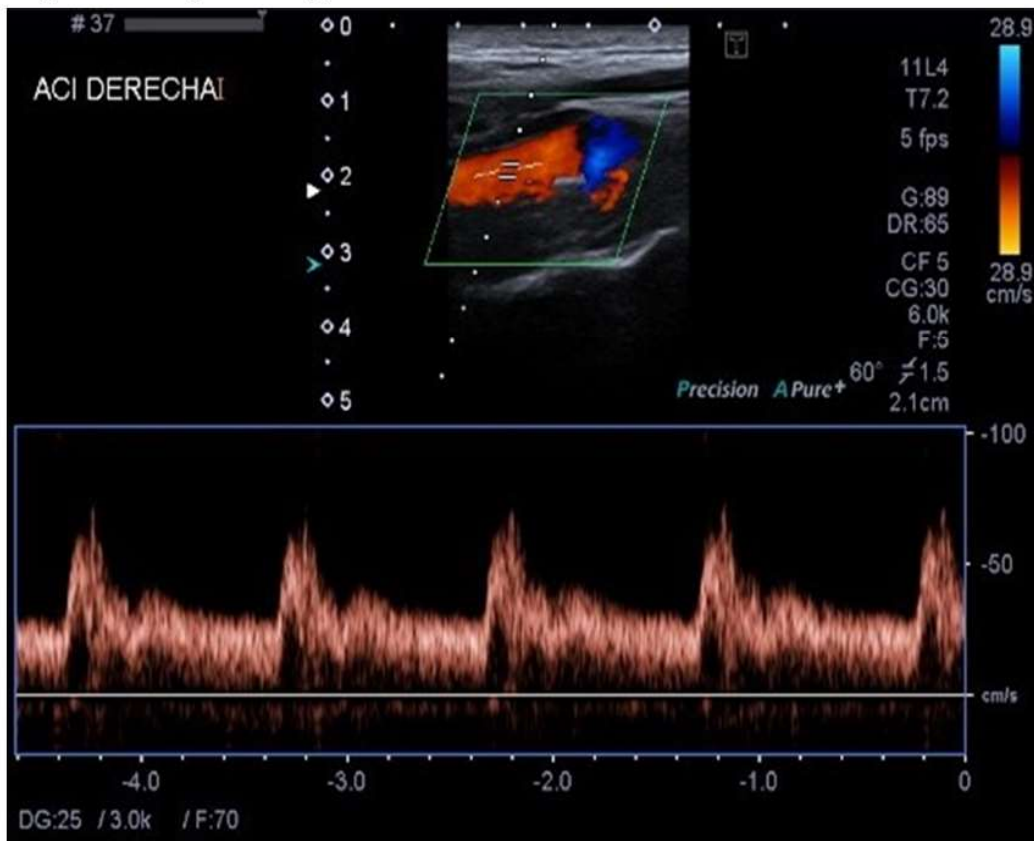 # 37
ACI DERECHA
0
1
2
3
4
5
28.9
28.9
cm/s
11L4
T7.2
5 fps
G:89
DR:65
CF 5
CG:30
6.0k
F:5
60° 1.5
2.1cm
Precision A Pure+
-100
-50
cm/s
-4.0 -3.0 -2.0 -1.0 0
DG:25 / 3.0k / F:70